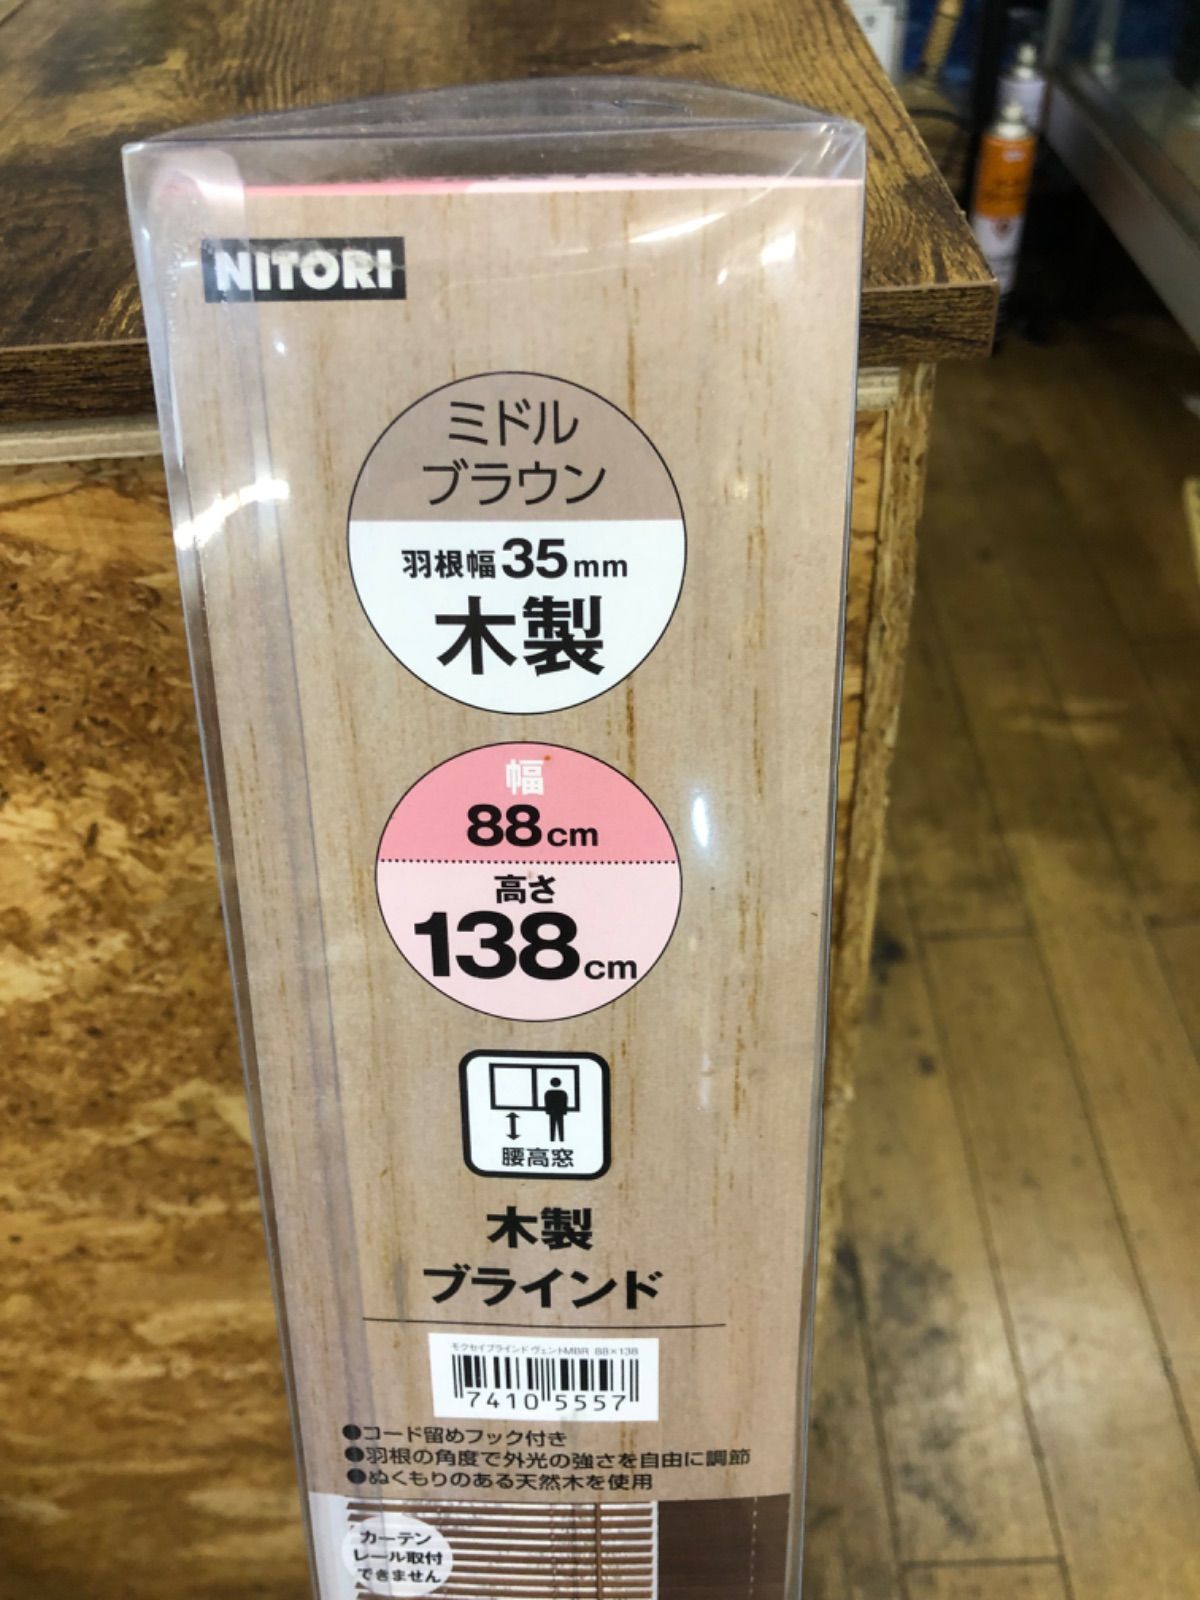 NITORI
ミドル
ブラウン
羽根幅35mm
木製
幅
88cm
高さ
138cm
腰高窓
木製
ブラインド
モクセイブラインド ヴェントMBR 88×138
7410 5557
●コード留めフック付き
●羽根の角度で外光の強さを自由に調節
●ぬくもりのある天然木を使用
カーテン
レール取付
できません